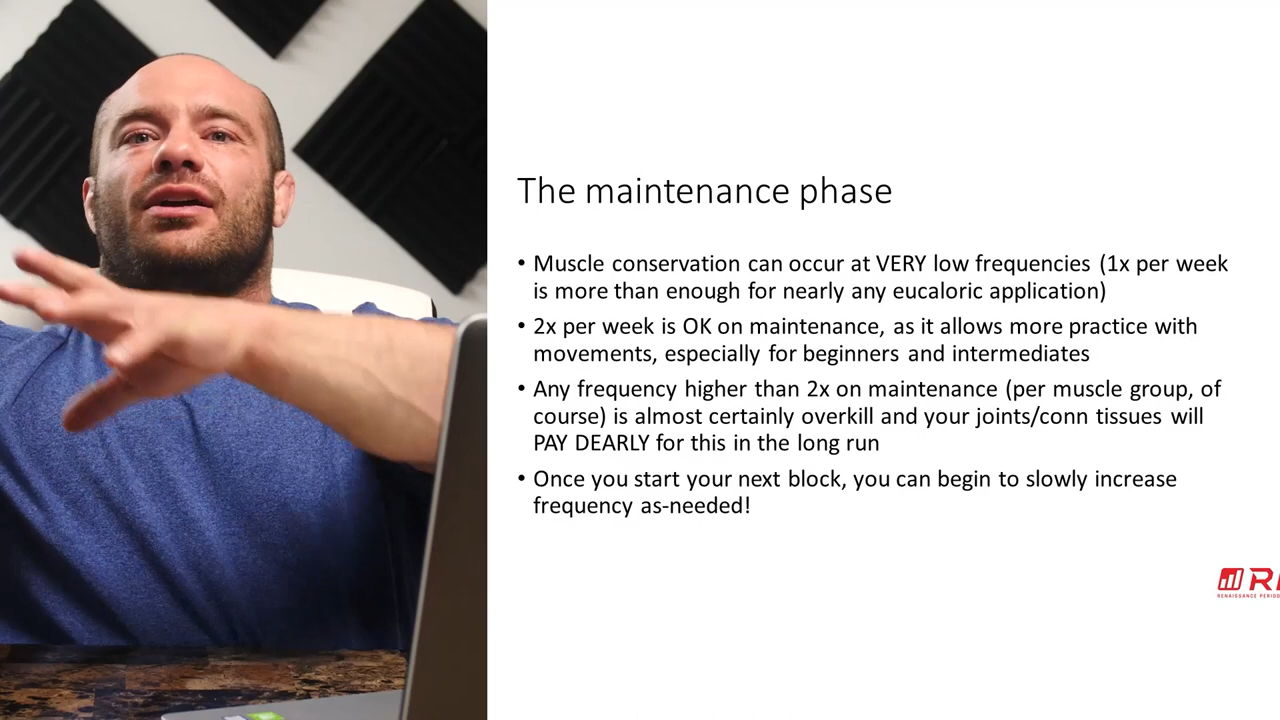 The maintenance phase
• Muscle conservation can occur at VERY low frequencies (1x per week
is more than enough for nearly any eucaloric application)
• 2x per week is OK on maintenance, as it allows more practice with
movements, especially for beginners and intermediates
• Any frequency higher than 2x on maintenance (per muscle group, of
course) is almost certainly overkill and your joints/conn tissues will
PAY DEARLY for this in the long run
• Once you start your next block, you can begin to slowly increase
frequency as-needed!
RENAISSANCE